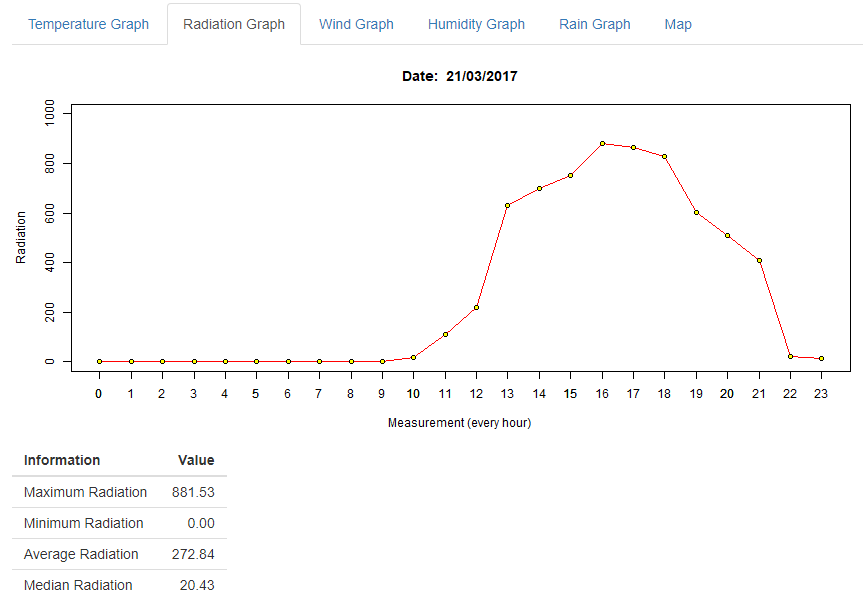 Temperature Graph Radiation Graph Wind Graph Humidity Graph Rain Graph Map
Date: 21/03/2017
1000
800
600
400
200
0
Radiation
0 1 2 3 4 5 6 7 8 9 10 11 12 13 14 15 16 17 18 19 20 21 22 23
Measurement (every hour)
Information Value
Maximum Radiation 881.53
Minimum Radiation 0.00
Average Radiation 272.84
Median Radiation 20.43